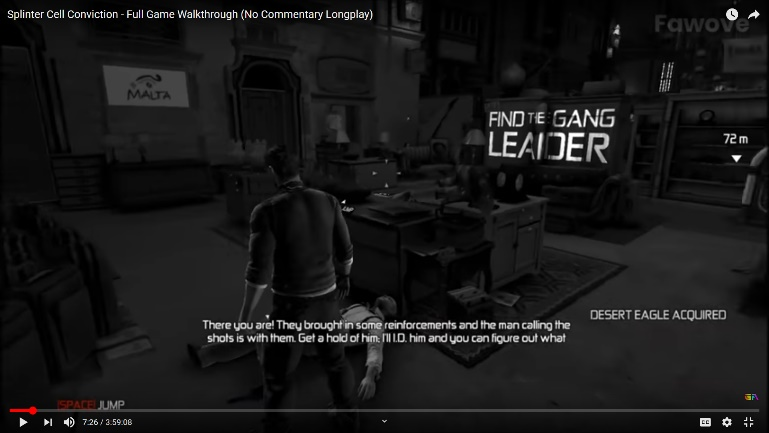 Splinter Cell Conviction - Full Game Walkthrough (No Commentary Longplay)
Fawove
MALTA
FIND THE GANG
LEADER
72 m
DESERT EAGLE ACQUIRED
There you are! They brought in some reinforcements and the man calling the
shots is with them. Get a hold of him; I'll I.D. him and you can figure out what
[SPACE] JUMP
7:26 / 3:59:08